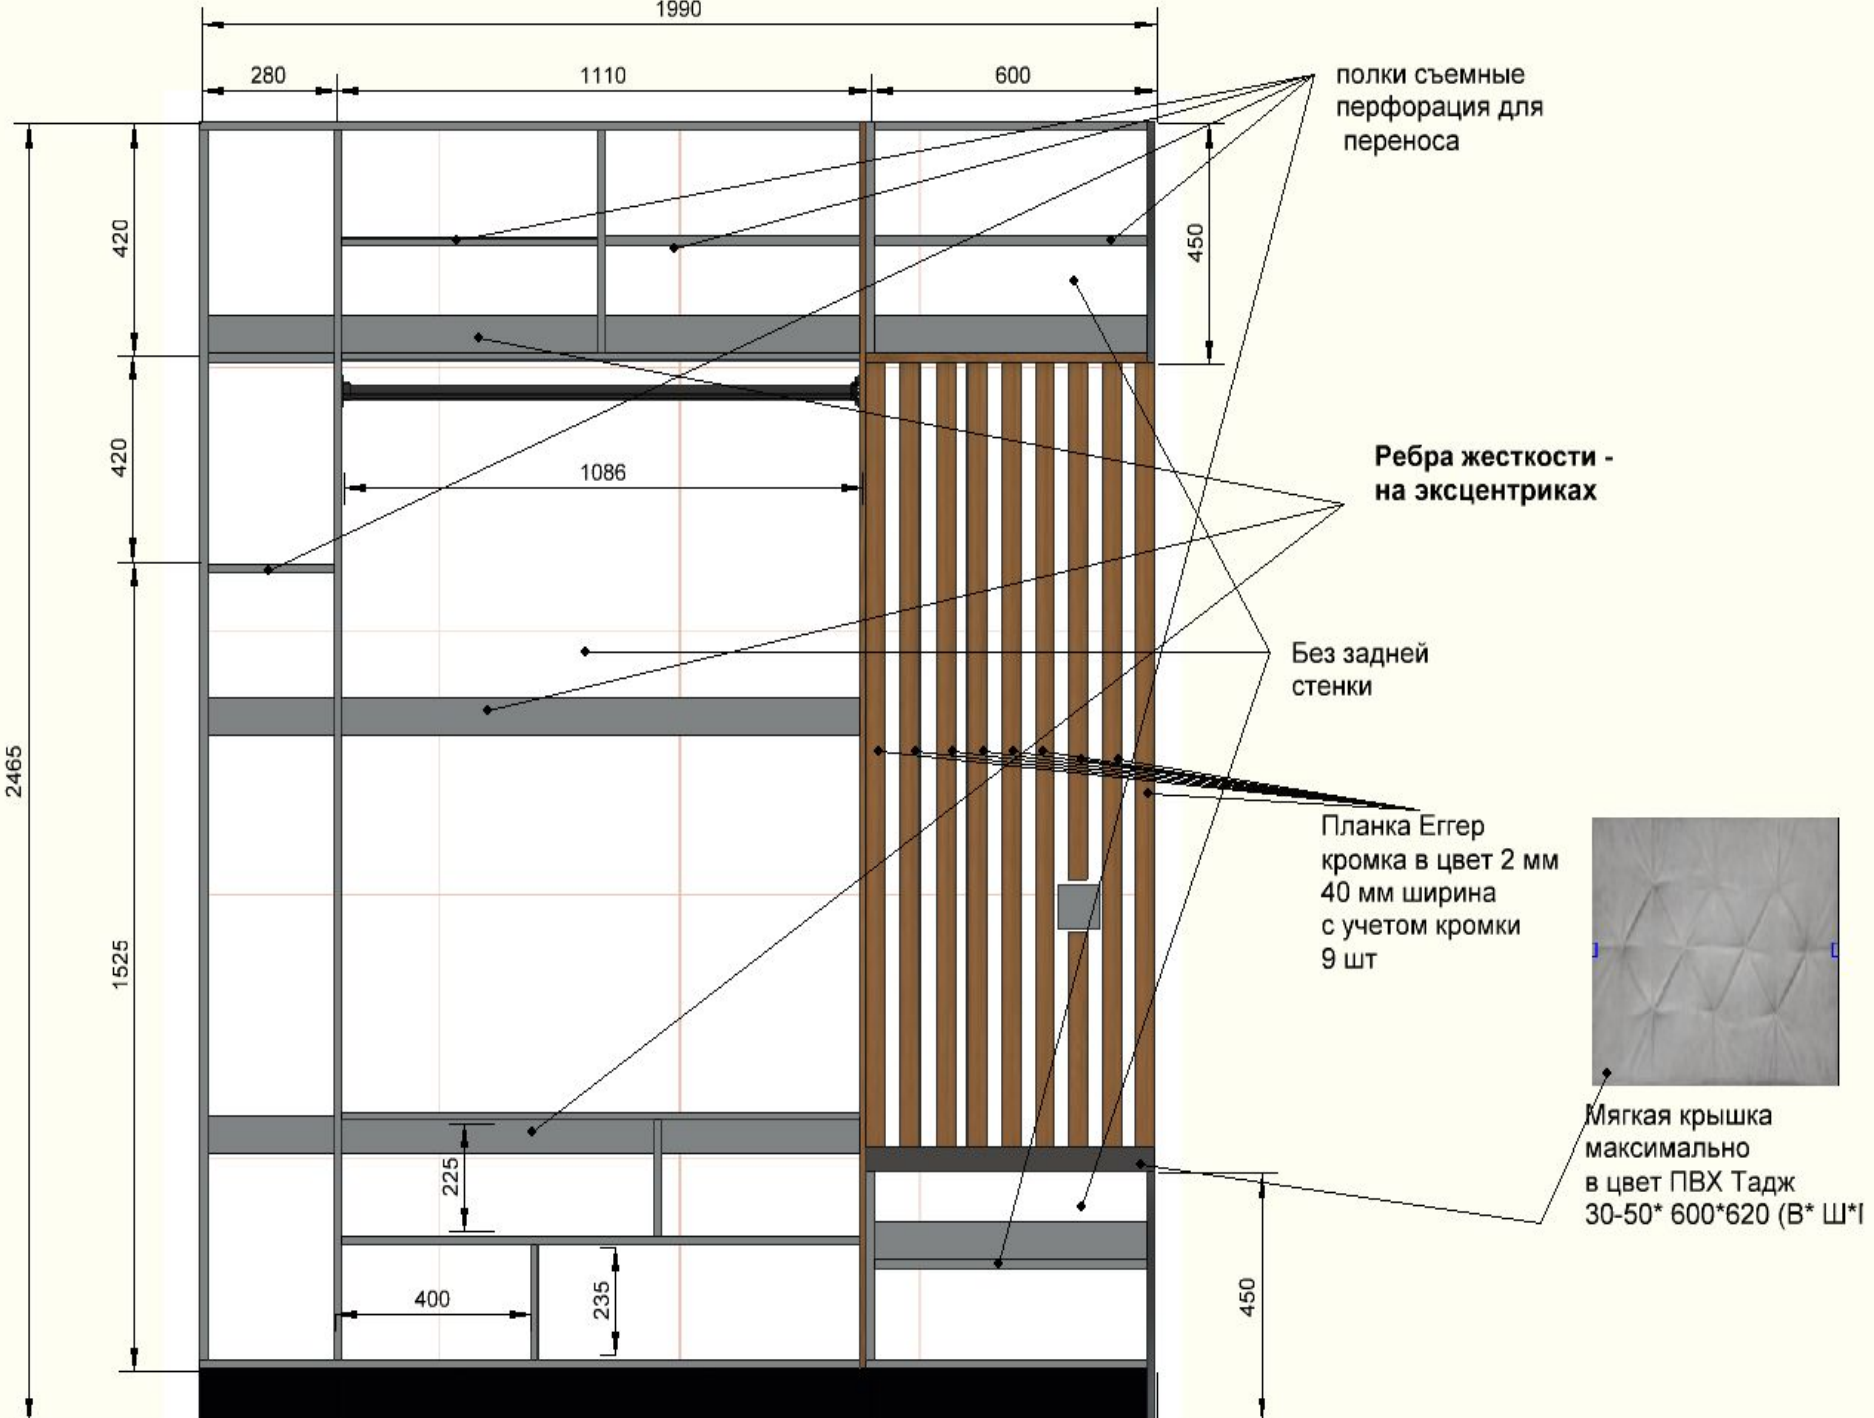 1990
280
1110
600
полки съемные
перфорация для
переноса
420
450
420
1086
Ребра жесткости -
на эксцентриках
Без задней
стенки
2465
Планка Еггер
кромка в цвет 2 мм
40 мм ширина
с учетом кромки
9 шт
1525
Мягкая крышка
максимально
в цвет ПВХ Тадж
30-50* 600*620 (В* Ш*
225
400
235
450